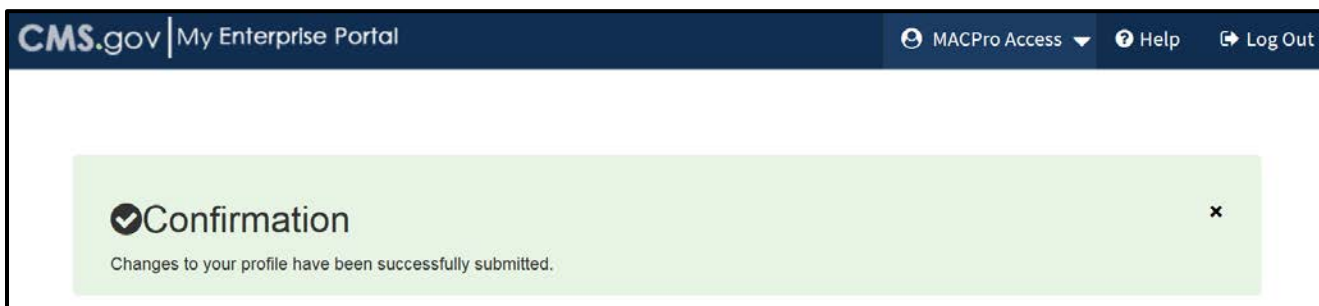 CMS.gov My Enterprise Portal MACPro Access Help Log Out
Confirmation
Changes to your profile have been successfully submitted.